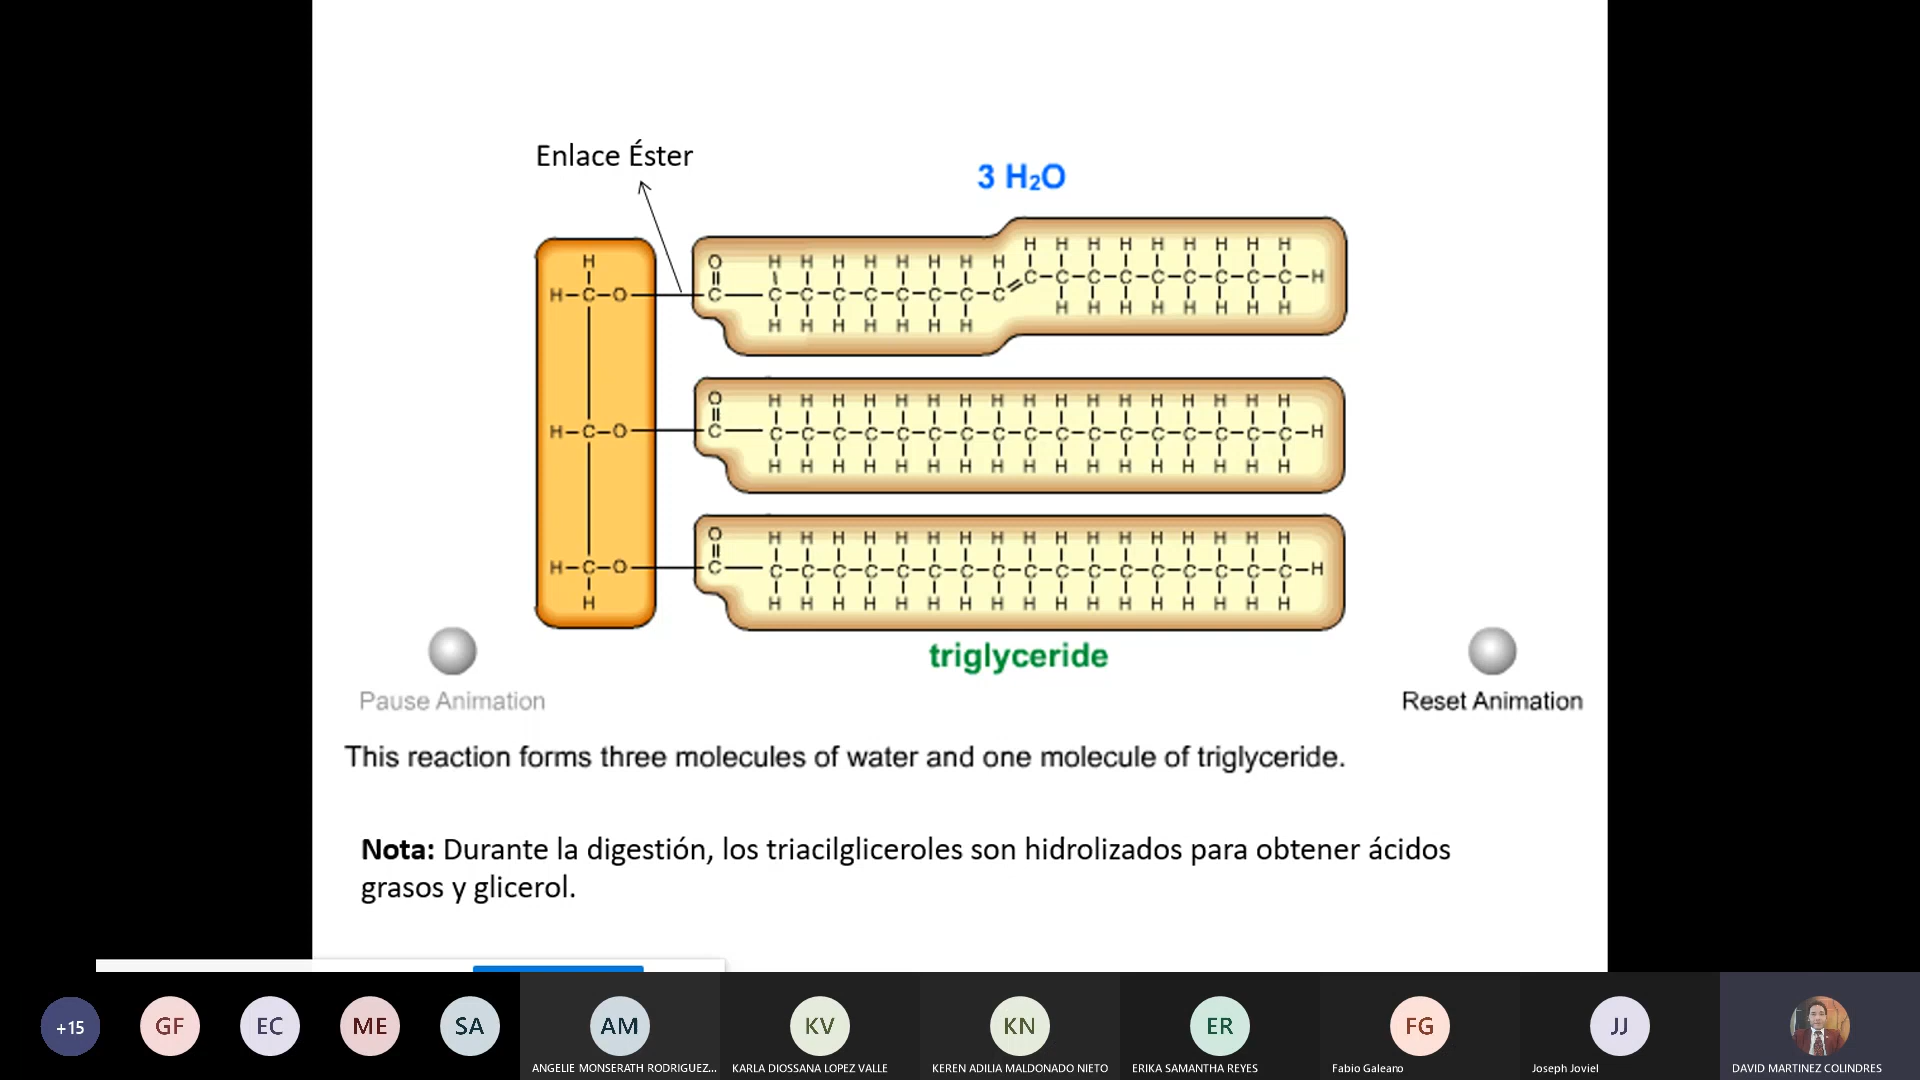 Enlace Éster
3 H₂O
H
H–C–O
H–C–O
H–C–O
H
O H H H H H H H H H H H H H H H H H
C C–C–C–C–C–C–C–C=C–C–C–C–C–C–C–C–C–H
H H H H H H H H H H H H H H H
O H H H H H H H H H H H H H H H H H
C C–C–C–C–C–C–C–C–C–C–C–C–C–C–C–C–C–H
H H H H H H H H H H H H H H H H H
O H H H H H H H H H H H H H H H H H
C C–C–C–C–C–C–C–C–C–C–C–C–C–C–C–C–C–H
H H H H H H H H H H H H H H H H H
triglyceride
Pause Animation
Reset Animation
This reaction forms three molecules of water and one molecule of triglyceride.
Nota: Durante la digestión, los triacilgliceroles son hidrolizados para obtener ácidos
grasos y glicerol.
+15
GF
EC
ME
SA
AM
ANGELIE MONSERATH RODRIGUEZ...
KV
KARLA DIOSSANA LOPEZ VALLE
KN
KEREN ADILIA MALDONADO NIETO
ER
ERIKA SAMANTHA REYES
FG
Fabio Galeano
JJ
Joseph Joviel
DAVID MARTINEZ COLINDRES